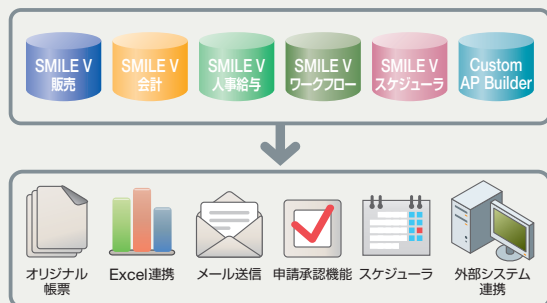 SMILE V
販売
SMILE V
会計
SMILE V
人事給与
SMILE V
ワークフロー
SMILE V
スケジューラ
Custom
AP Builder
オリジナル
帳票
Excel連携
メール送信
申請承認機能
スケジューラ
外部システム
連携